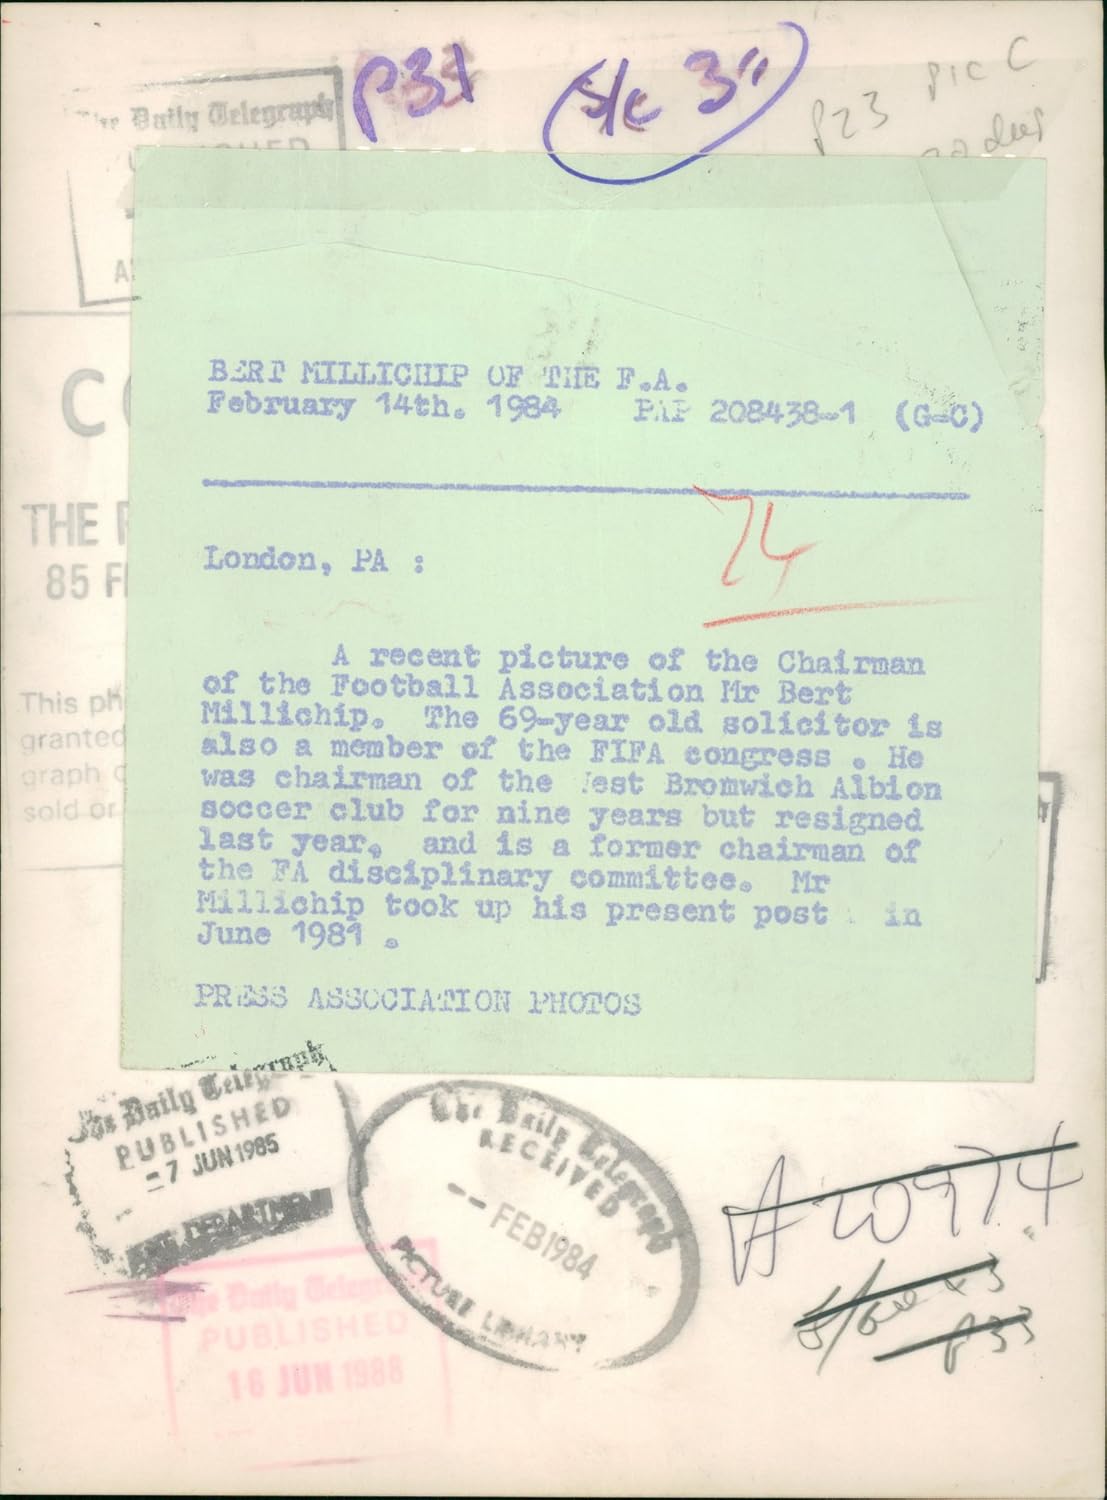 P31
S/C 3"
P23 PIC C
The Daily Telegraph
BERT MILLICHIP OF THE F.A.
February 14th. 1984 PAP 208438-1 (G-C)
THE
85 F
London, PA :
74
A recent picture of the Chairman
of the Football Association Mr Bert
Millichip. The 69-year old solicitor is
also a member of the FIFA congress . He
was chairman of the West Bromwich Albion
soccer club for nine years but resigned
last year, and is a former chairman of
the FA disciplinary committee. Mr
Millichip took up his present post in
June 1981 .
PRESS ASSOCIATION PHOTOS
This ph
granted
graph
sold or
The Daily Telegraph
PUBLISHED
-7 JUN 1985
DEPARTMENT
The Daily Telegraph
RECEIVED
-- FEB 1984
PICTURE LIBRARY
A20974
P33
The Daily Telegraph
PUBLISHED
16 JUN 1988